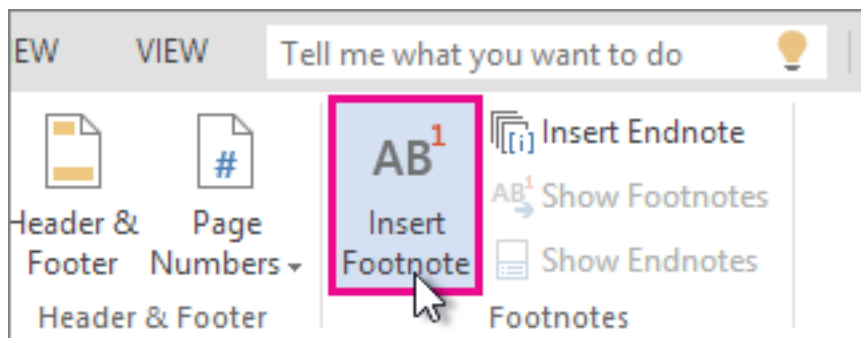 EW VIEW Tell me what you want to do
Header & Footer
Page Numbers
#
AB1
Insert Footnote
[i] Insert Endnote
AB1 Show Footnotes
Show Endnotes
Header & Footer
Footnotes